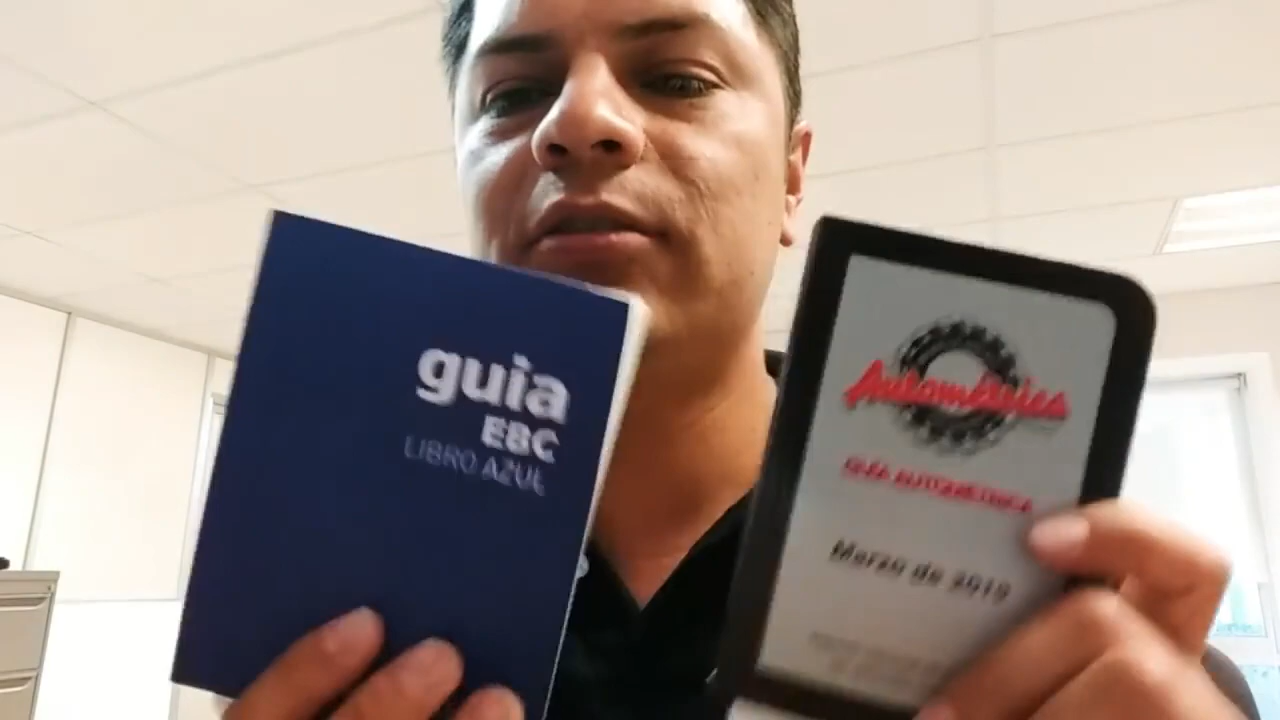 guia
EBC
LIBRO AZUL
Autométrica
GUÍA AUTOMÉTRICA
Marzo de 2019